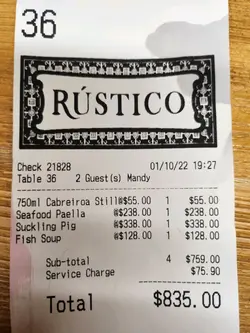 36
RÚSTICO
Check 21828 01/10/22 19:27
Table 36 2 Guest(s) Mandy
750ml Cabreiroa Still@$55.00 1 $55.00
Seafood Paella @$238.00 1 $238.00
Suckling Pig @$338.00 1 $338.00
Fish Soup @$128.00 1 $128.00
Sub-total 4 $759.00
Service Charge $75.90
Total $835.00